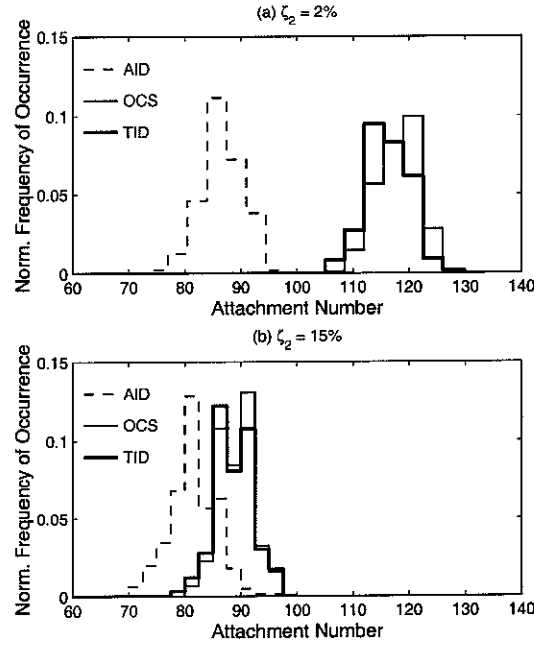 (a) ζ₂ = 2%
Norm. Frequency of Occurrence
0.15
0.1
0.05
0
AID
OCS
TID
60 70 80 90 100 110 120 130 140
Attachment Number
(b) ζ₂ = 15%
Norm. Frequency of Occurrence
0.15
0.1
0.05
0
AID
OCS
TID
60 70 80 90 100 110 120 130 140
Attachment Number